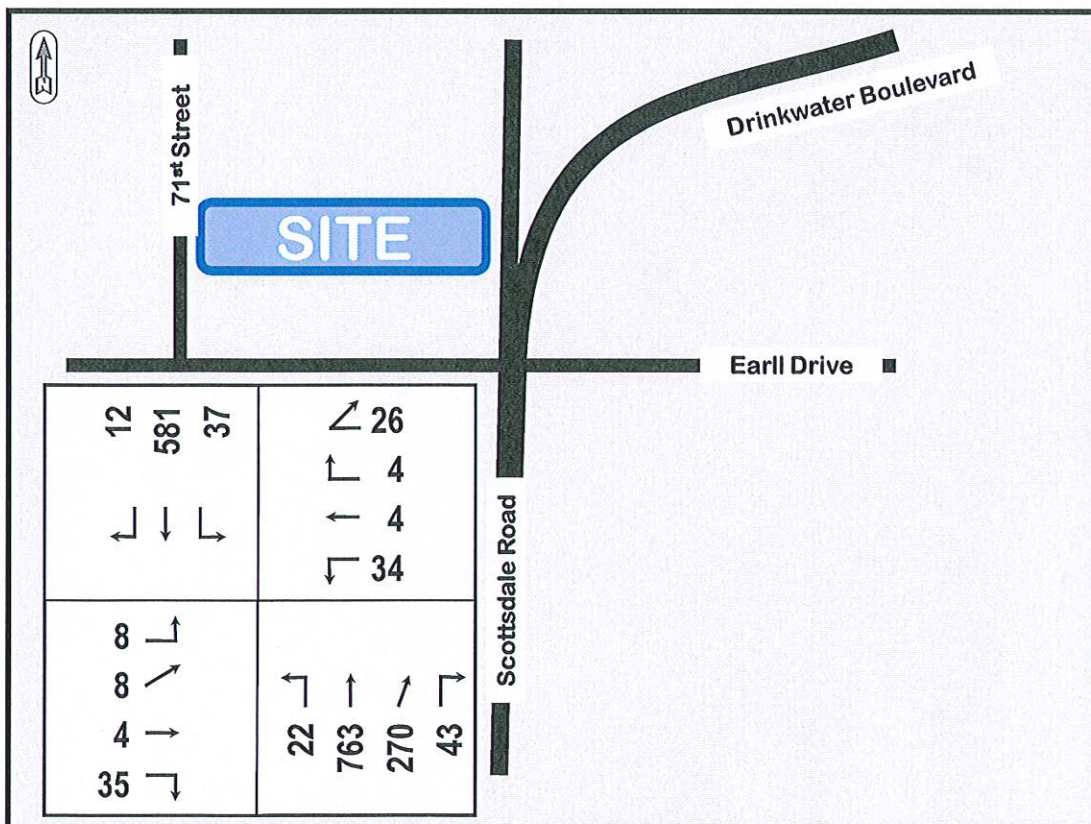 71st Street
Drinkwater Boulevard
SITE
Earll Drive
Scottsdale Road
12 581 37
26
4
4
34
8
8
4
35
22 763 270 43